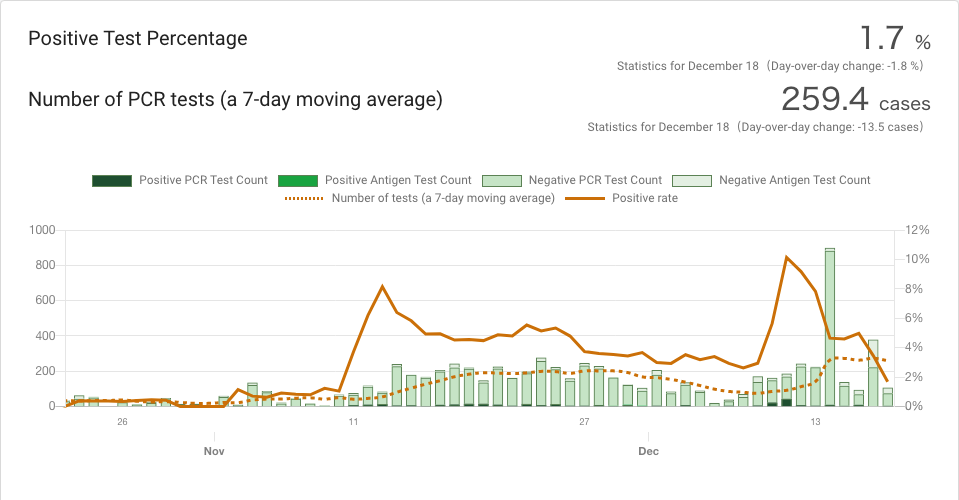 Positive Test Percentage
1.7 %
Statistics for December 18（Day-over-day change: -1.8 %）
Number of PCR tests (a 7-day moving average)
259.4 cases
Statistics for December 18（Day-over-day change: -13.5 cases）
Positive PCR Test Count Positive Antigen Test Count Negative PCR Test Count Negative Antigen Test Count
Number of tests (a 7-day moving average) Positive rate
1000 12%
800 10%
600 8%
6%
400 4%
200 2%
0 0%
26 11 27 13
Nov Dec